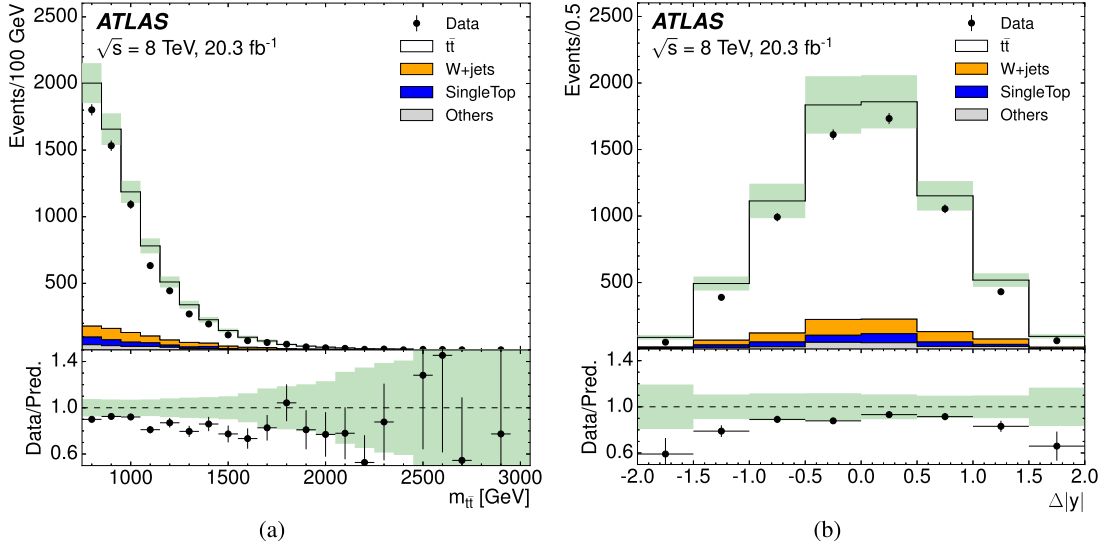 ATLAS
√s = 8 TeV, 20.3 fb⁻¹
Data
tt̄
W+jets
SingleTop
Others
Events/100 GeV
2500
2000
1500
1000
500
Data/Pred.
1.4
1.0
0.6
1000 1500 2000 2500 3000
m_tt̄ [GeV]
(a)
ATLAS
√s = 8 TeV, 20.3 fb⁻¹
Data
tt̄
W+jets
SingleTop
Others
Events/0.5
2500
2000
1500
1000
500
Data/Pred.
1.4
1.0
0.6
-2.0 -1.5 -1.0 -0.5 0.0 0.5 1.0 1.5 2.0
Δ|y|
(b)